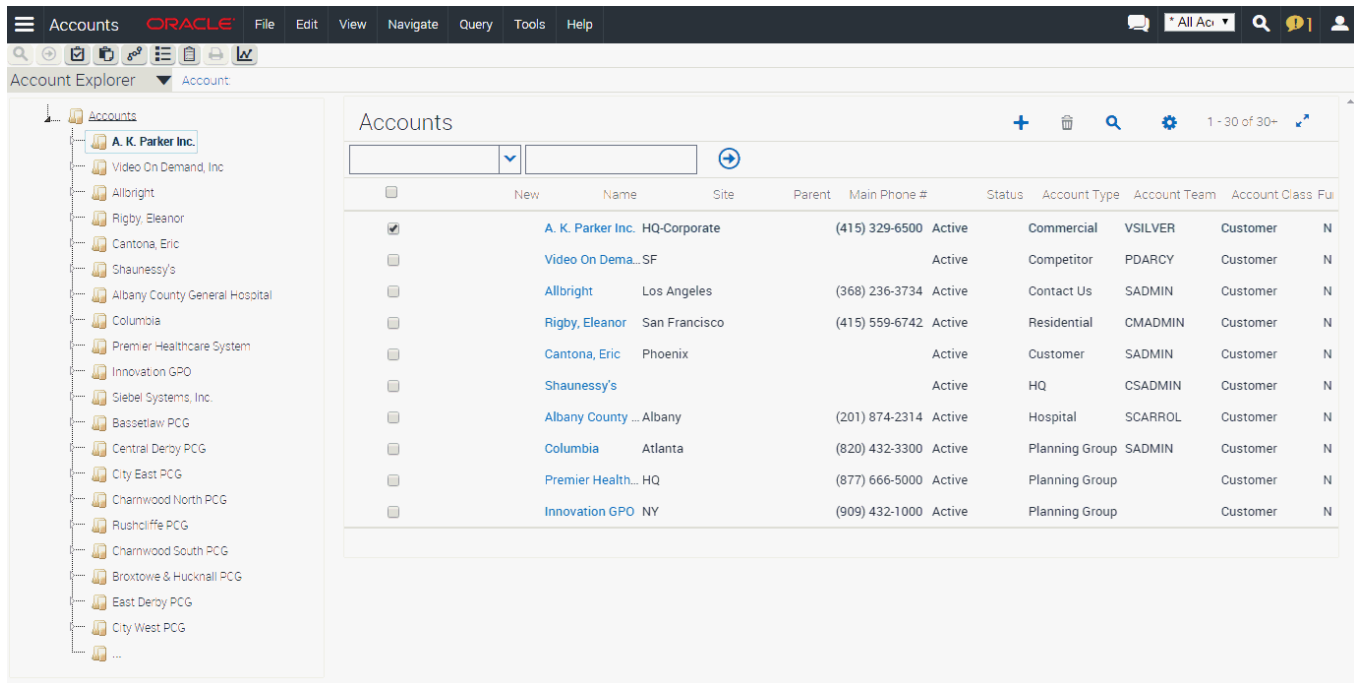 Accounts ORACLE File Edit View Navigate Query Tools Help * All Ac 1
Account Explorer Account
Accounts
A. K. Parker Inc.
Video On Demand, Inc
Allbright
Rigby, Eleanor
Cantona, Eric
Shaunessy's
Albany County General Hospital
Columbia
Premier Healthcare System
Innovation GPO
Siebel Systems, Inc.
Bassetlaw PCG
Central Derby PCG
City East PCG
Charnwood North PCG
Rushcliffe PCG
Charnwood South PCG
Broxtowe & Hucknall PCG
East Derby PCG
City West PCG
...
Accounts 1 - 30 of 30+
New Name Site Parent Main Phone # Status Account Type Account Team Account Class Fu
A. K. Parker Inc. HQ-Corporate (415) 329-6500 Active Commercial VSILVER Customer N
Video On Dema... SF Active Competitor PDARCY Customer N
Allbright Los Angeles (368) 236-3734 Active Contact Us SADMIN Customer N
Rigby, Eleanor San Francisco (415) 559-6742 Active Residential CMADMIN Customer N
Cantona, Eric Phoenix Active Customer SADMIN Customer N
Shaunessy's Active HQ CSADMIN Customer N
Albany County ... Albany (201) 874-2314 Active Hospital SCARROL Customer N
Columbia Atlanta (820) 432-3300 Active Planning Group SADMIN Customer N
Premier Health... HQ (877) 666-5000 Active Planning Group Customer N
Innovation GPO NY (909) 432-1000 Active Planning Group Customer N